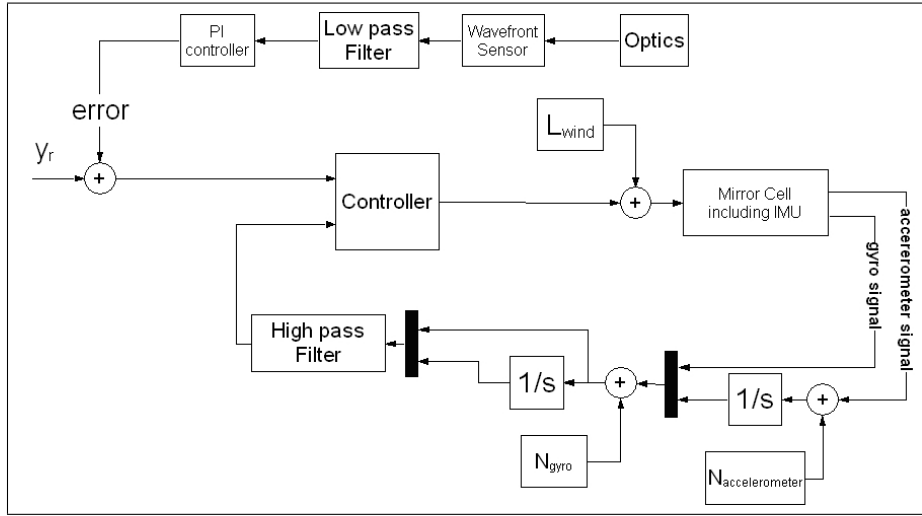 PI
controller
Low pass
Filter
Wavefront
Sensor
Optics
error
yr
+
Controller
Lwind
+
Mirror Cell
including IMU
accererometer signal
gyro signal
High pass
Filter
1/s
+
1/s
+
Ngyro
Naccelerometer